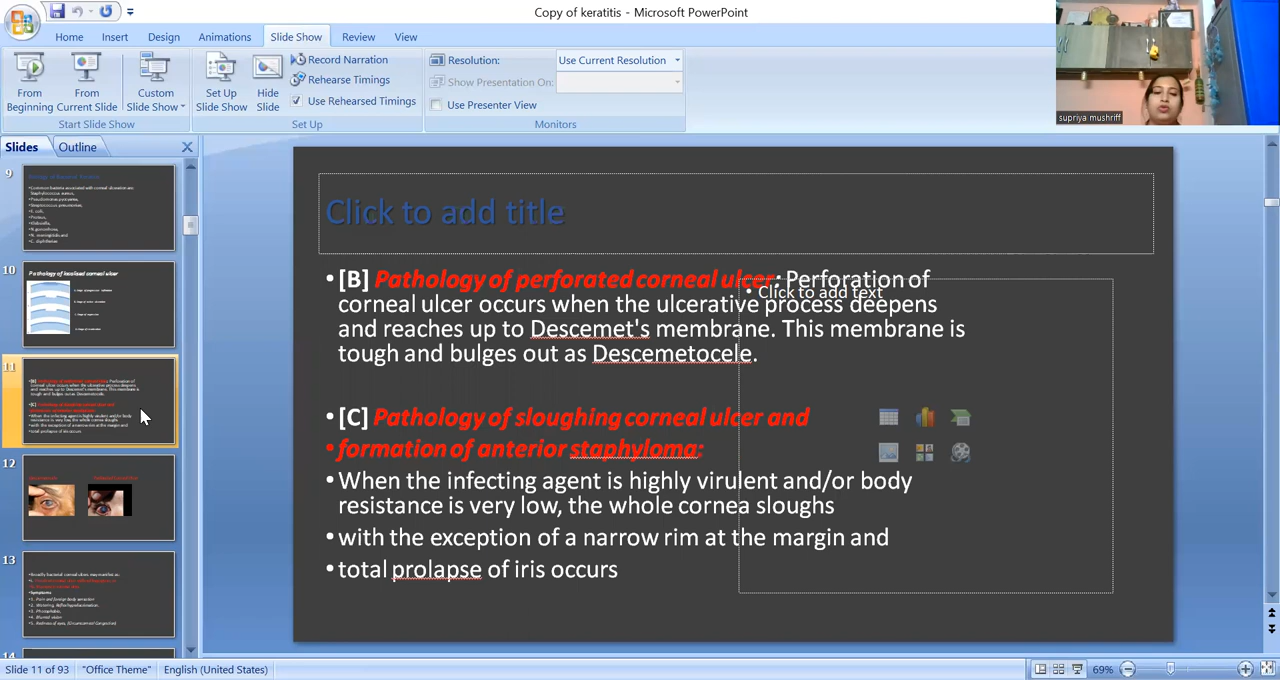 Copy of keratitis - Microsoft PowerPoint
Home Insert Design Animations Slide Show Review View
From Beginning
From Current Slide
Custom Slide Show
Start Slide Show
Set Up Slide Show
Hide Slide
Record Narration
Rehearse Timings
Use Rehearsed Timings
Set Up
Resolution: Use Current Resolution
Show Presentation On:
Use Presenter View
Monitors
supriya mushriff
Slides Outline
9
10
Pathology of localised corneal ulcer
11
12
13
Click to add title
Click to add text
• [B] Pathology of perforated corneal ulcer: Perforation of
corneal ulcer occurs when the ulcerative process deepens
and reaches up to Descemet's membrane. This membrane is
tough and bulges out as Descemetocele.
• [C] Pathology of sloughing corneal ulcer and
• formation of anterior staphyloma:
• When the infecting agent is highly virulent and/or body
resistance is very low, the whole cornea sloughs
• with the exception of a narrow rim at the margin and
• total prolapse of iris occurs
Slide 11 of 93 "Office Theme" English (United States) 69%